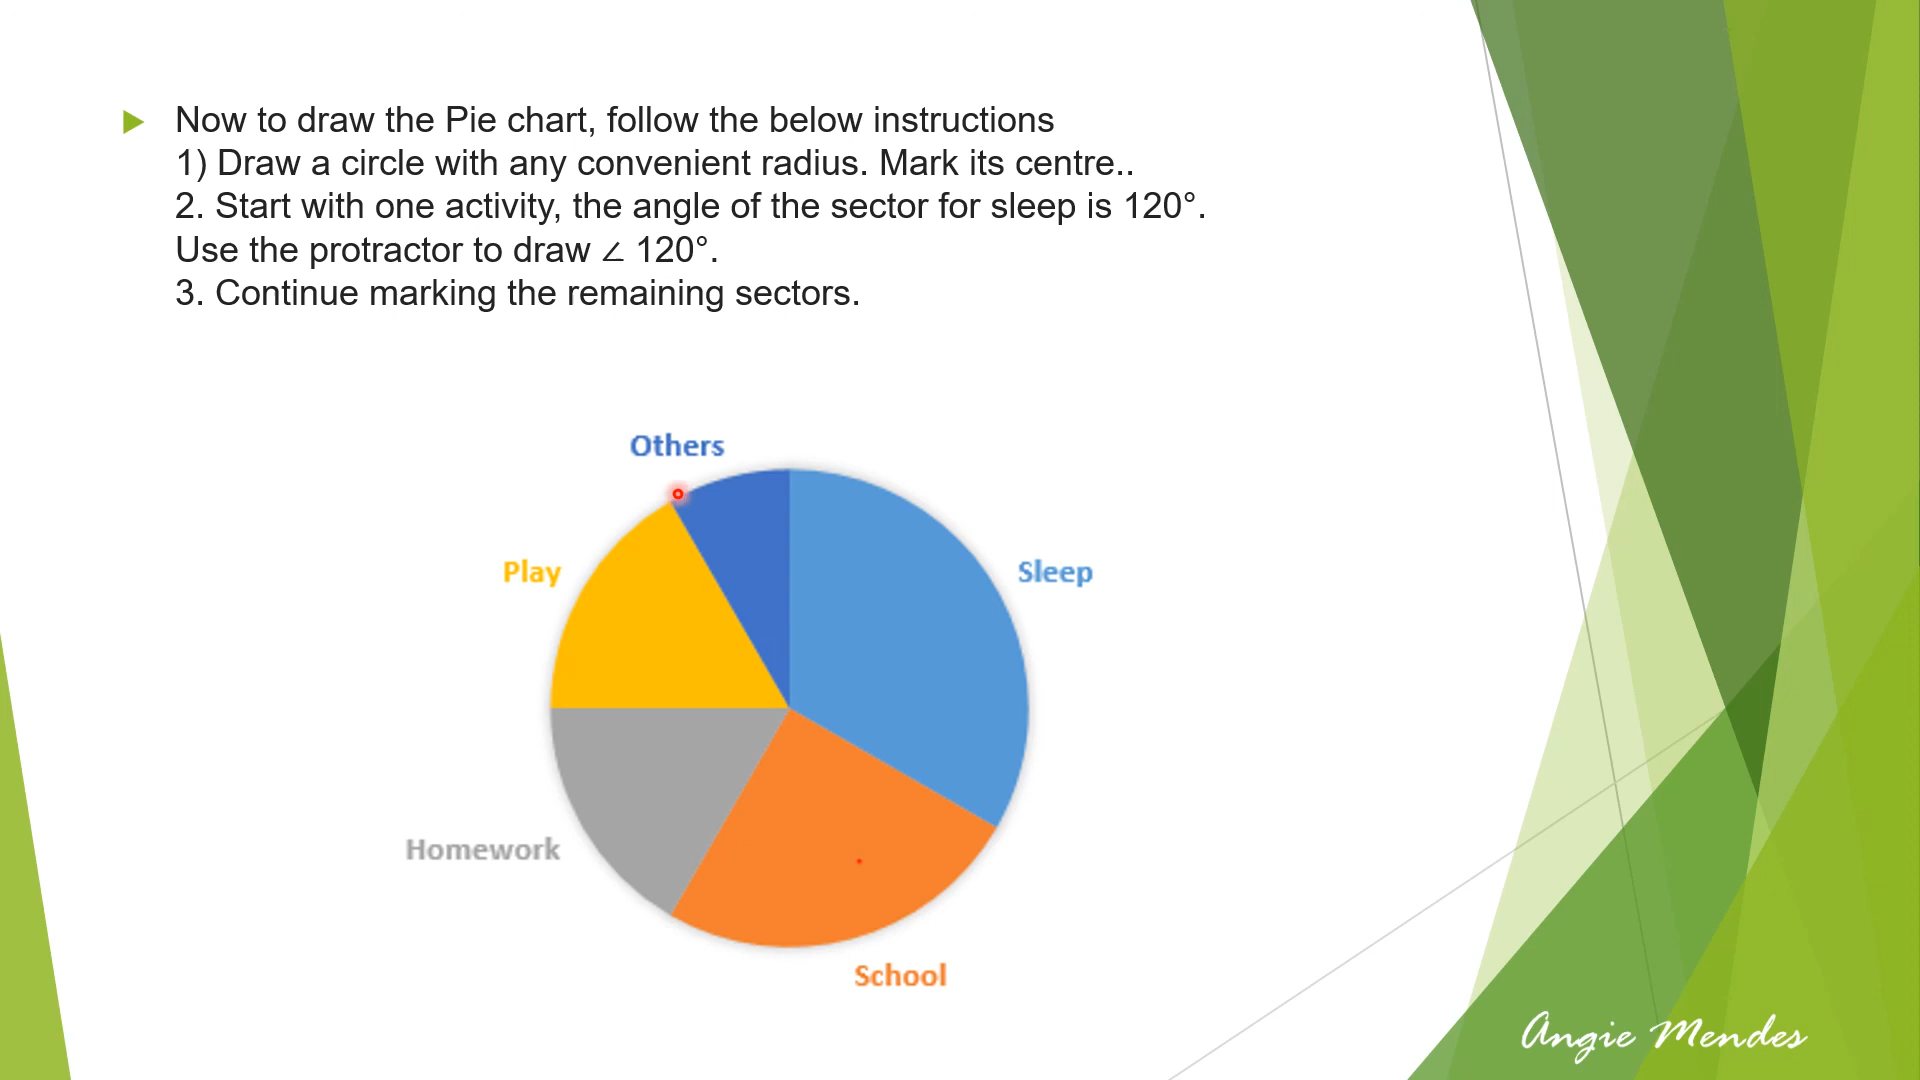 Now to draw the Pie chart, follow the below instructions
1) Draw a circle with any convenient radius. Mark its centre..
2. Start with one activity, the angle of the sector for sleep is 120°.
Use the protractor to draw ∠ 120°.
3. Continue marking the remaining sectors.
Others
Play
Sleep
Homework
School
Angie Mendes